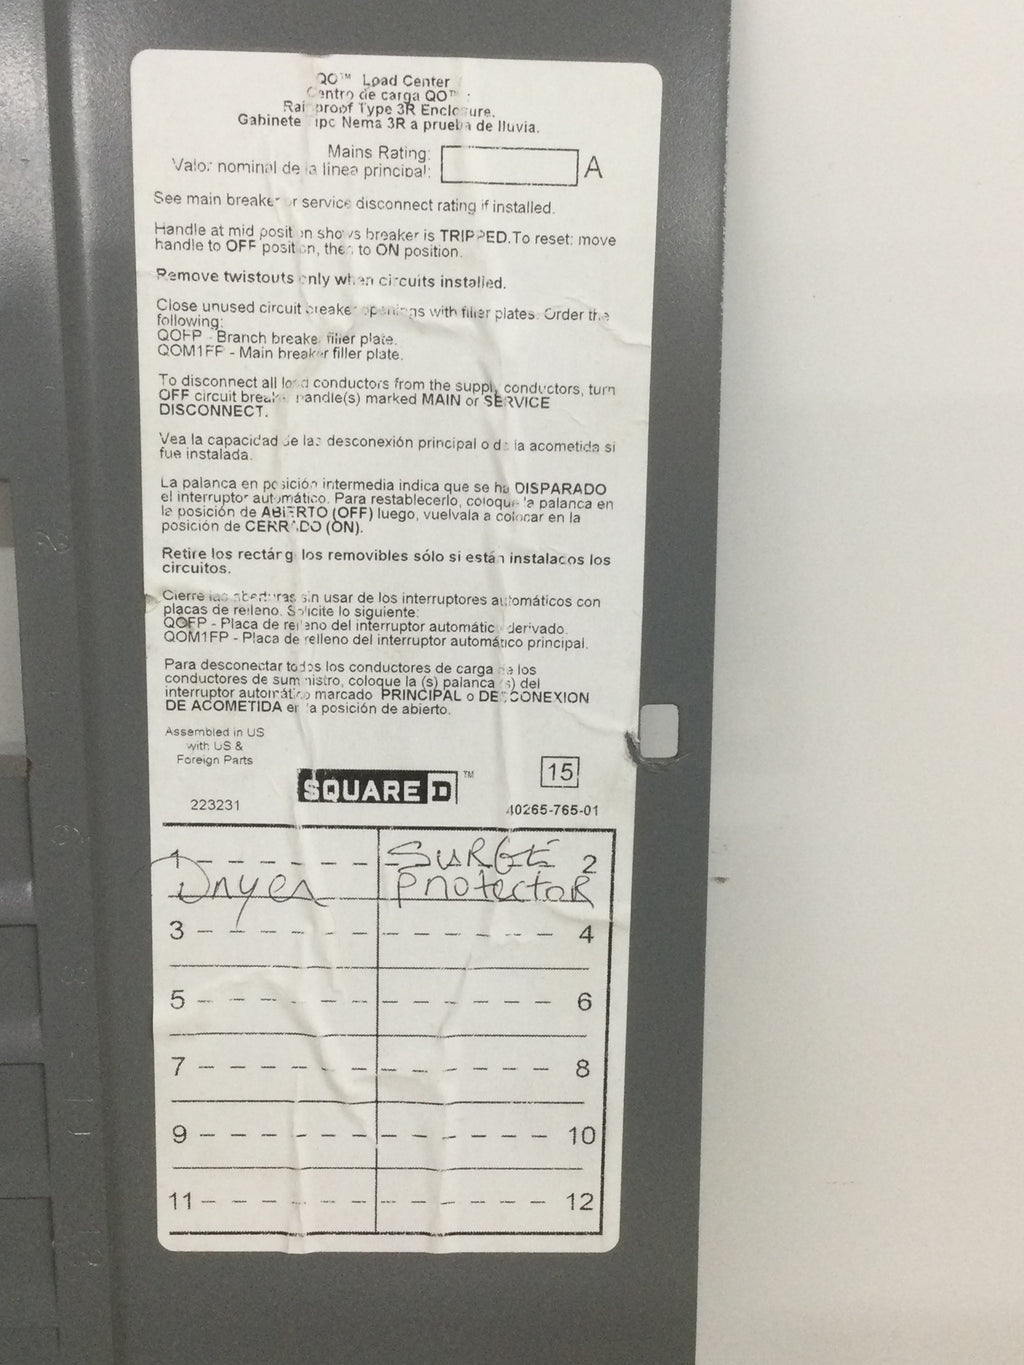 QO™ Load Center
Centro de carga QO™ :
Rainproof Type 3R Enclosure.
Gabinete Tipo Nema 3R a prueba de lluvia.
Mains Rating:
Valor nominal de la línea principal: A
See main breaker or service disconnect rating if installed.
Handle at mid position shows breaker is TRIPPED. To reset: move
handle to OFF position, then to ON position.
Remove twistouts only when circuits installed.
Close unused circuit breaker openings with filler plates. Order the
following:
QOFP - Branch breaker filler plate.
QOM1FP - Main breaker filler plate.
To disconnect all load conductors from the supply conductors, turn
OFF circuit breaker handle(s) marked MAIN or SERVICE
DISCONNECT.
Vea la capacidad de las desconexión principal o de la acometida si
fue instalada.
La palanca en posición intermedia indica que se ha DISPARADO
el interruptor automático. Para restablecerlo, coloque la palanca en
la posición de ABIERTO (OFF) luego, vuelvala a colocar en la
posición de CERRADO (ON).
Retire los rectángulos removibles sólo si están instalados los
circuitos.
Cierre las aberturas sin usar de los interruptores automáticos con
placas de relleno. Solicite lo siguiente:
QOFP - Placa de relleno del interruptor automático derivado.
QOM1FP - Placa de relleno del interruptor automático principal.
Para desconectar todos los conductores de carga de los
conductores de suministro, coloque la (s) palanca (s) del
interruptor automático marcado PRINCIPAL o DESCONEXION
DE ACOMETIDA en la posición de abierto.
Assembled in US
with US &
Foreign Parts
223231
SQUARE D™
15
40265-765-01
1 SURGE 2
Dryer protectoR
3 4
5 6
7 8
9 10
11 12